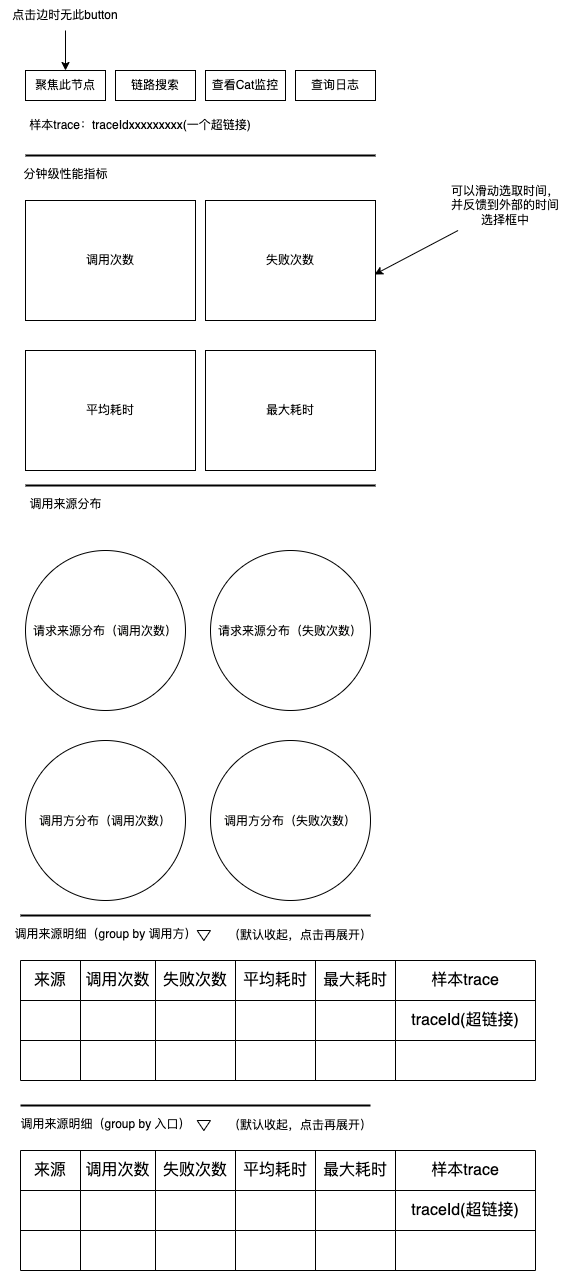 点击边时无此button
聚焦此节点
链路搜索
查看Cat监控
查询日志
样本trace：traceIdxxxxxxxxx(一个超链接)
分钟级性能指标
可以滑动选取时间，
并反馈到外部的时间
选择框中
调用次数
失败次数
平均耗时
最大耗时
调用来源分布
请求来源分布（调用次数）
请求来源分布（失败次数）
调用方分布（调用次数）
调用方分布（失败次数）
调用来源明细（group by 调用方）
（默认收起，点击再展开）
来源 调用次数 失败次数 平均耗时 最大耗时 样本trace
traceId(超链接)
调用来源明细（group by 入口）
（默认收起，点击再展开）
来源 调用次数 失败次数 平均耗时 最大耗时 样本trace
traceId(超链接)